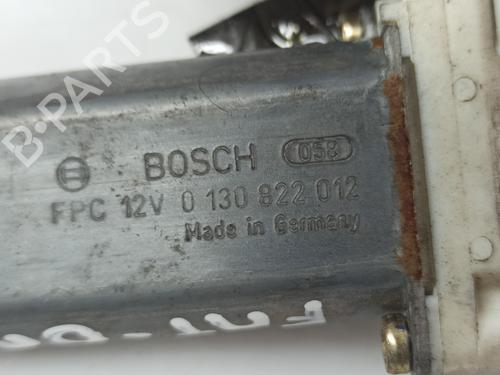 B-PARTS
BOSCH 058
FPC 12V 0 130 822 012
Made in Germany